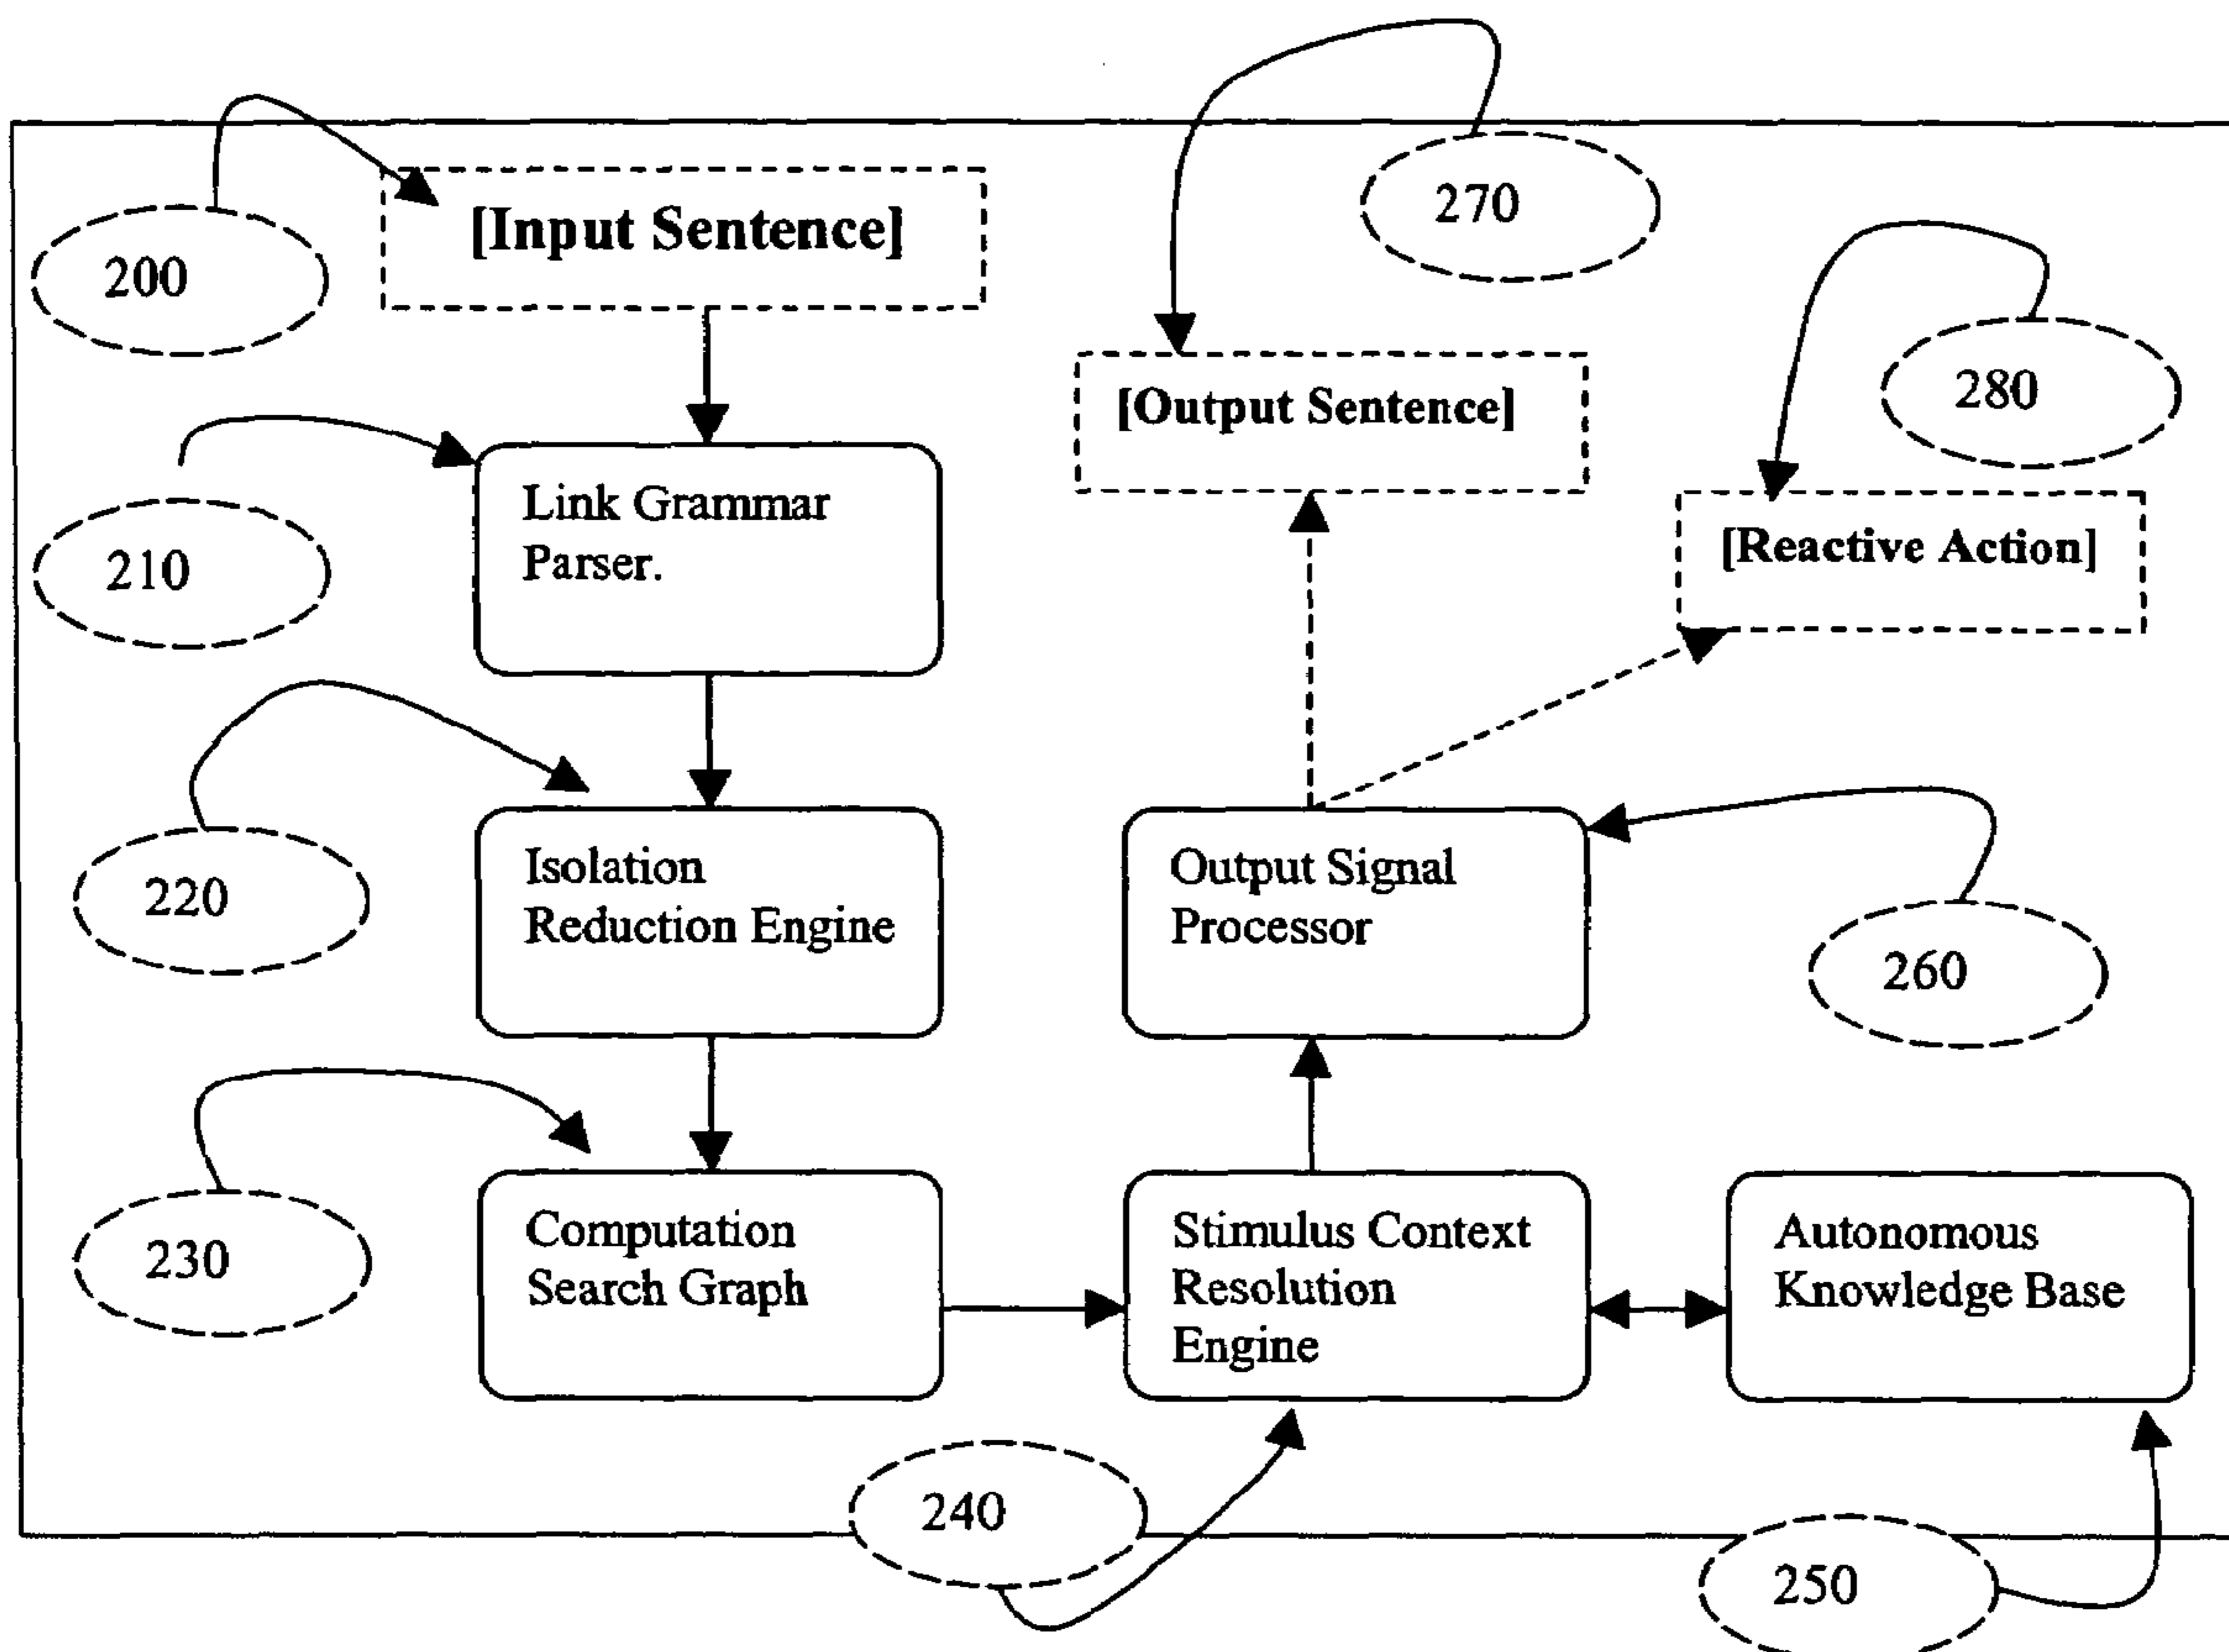 200
[Input Sentence]
270
280
[Output Sentence]
[Reactive Action]
210
Link Grammar
Parser.
220
Isolation
Reduction Engine
Output Signal
Processor
260
230
Computation
Search Graph
Stimulus Context
Resolution
Engine
Autonomous
Knowledge Base
240
250